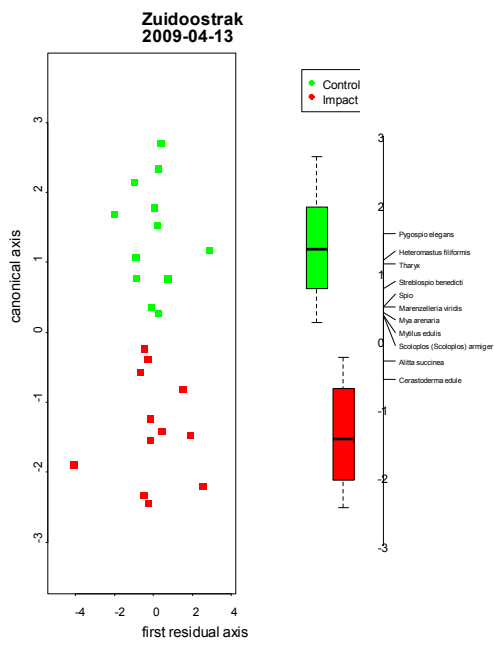 Zuidoostrak
2009-04-13
Control
Impact
canonical axis
3
2
1
0
-1
-2
-3
-4
-2
0
2
4
first residual axis
3
2
1
0
-1
-2
-3
Pygospio elegans
Heteromastus filiformis
Tharyx
Streblospio benedicti
Spio
Marenzelleria viridis
Mya arenaria
Mytilus edulis
Scoloplos (Scoloplos) armiger
Alitta succinea
Cerastoderma edule